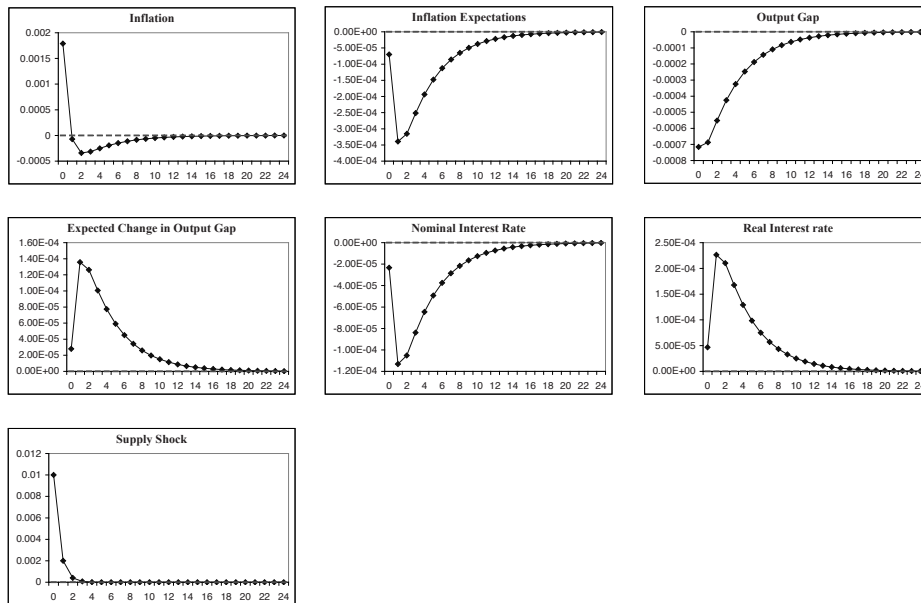 Inflation
0.002
0.0015
0.001
0.0005
0
-0.0005
0 2 4 6 8 10 12 14 16 18 20 22 24
Inflation Expectations
0.00E+00
-5.00E-05
-1.00E-04
-1.50E-04
-2.00E-04
-2.50E-04
-3.00E-04
-3.50E-04
-4.00E-04
0 2 4 6 8 10 12 14 16 18 20 22 24
Output Gap
0
-0.0001
-0.0002
-0.0003
-0.0004
-0.0005
-0.0006
-0.0007
-0.0008
0 2 4 6 8 10 12 14 16 18 20 22 24
Expected Change in Output Gap
1.60E-04
1.40E-04
1.20E-04
1.00E-04
8.00E-05
6.00E-05
4.00E-05
2.00E-05
0.00E+00
0 2 4 6 8 10 12 14 16 18 20 22 24
Nominal Interest Rate
0.00E+00
-2.00E-05
-4.00E-05
-6.00E-05
-8.00E-05
-1.00E-04
-1.20E-04
0 2 4 6 8 10 12 14 16 18 20 22 24
Real Interest rate
2.50E-04
2.00E-04
1.50E-04
1.00E-04
5.00E-05
0.00E+00
0 2 4 6 8 10 12 14 16 18 20 22 24
Supply Shock
0.012
0.01
0.008
0.006
0.004
0.002
0
0 2 4 6 8 10 12 14 16 18 20 22 24